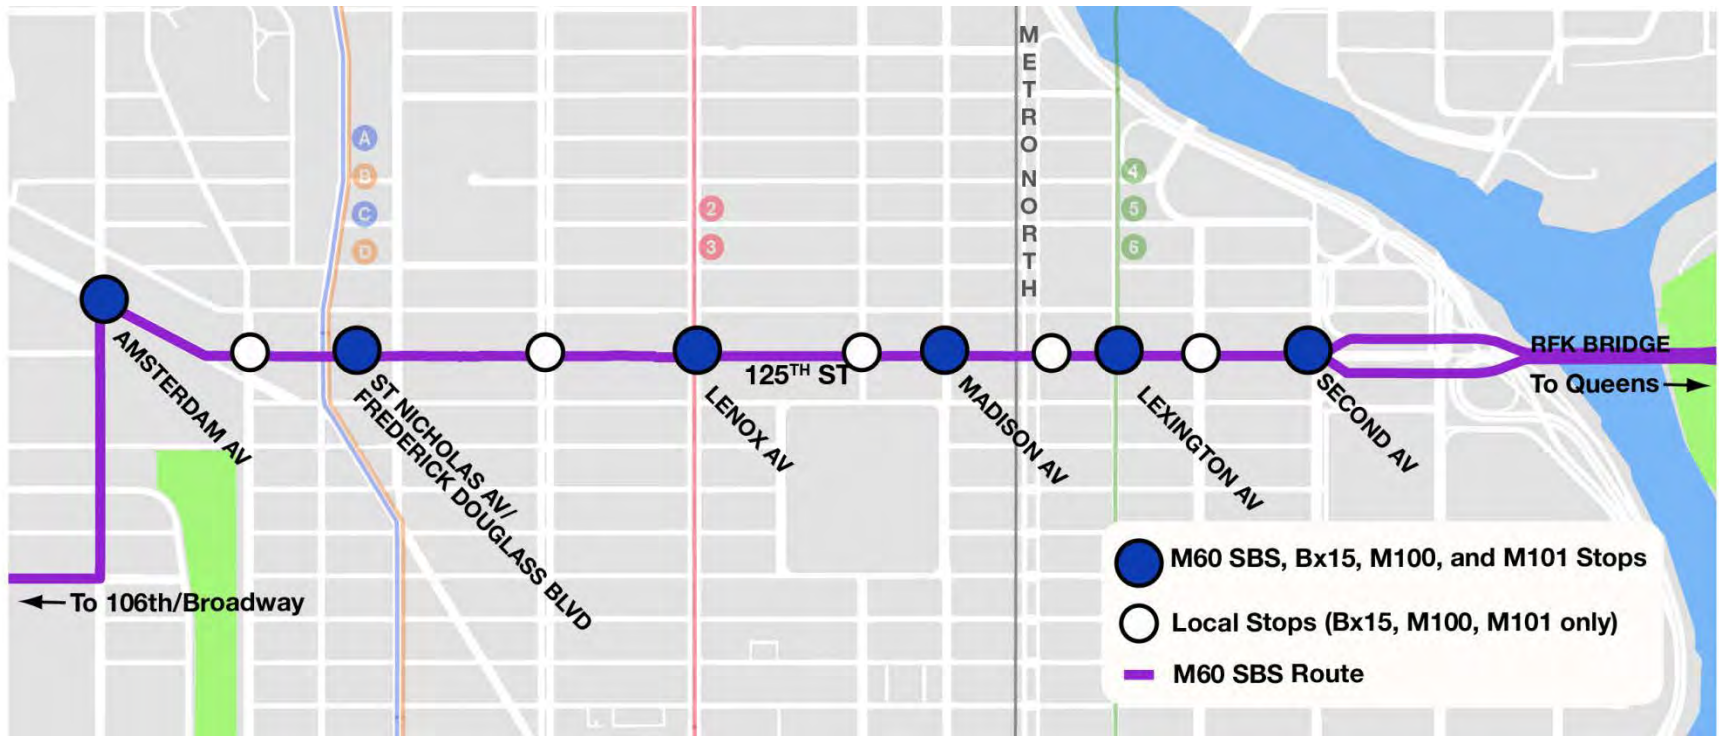 METRO NORTH
A
B
C
D
2
3
4
5
6
AMSTERDAM AV
ST NICHOLAS AV/
FREDERICK DOUGLASS BLVD
LENOX AV
125TH ST
MADISON AV
LEXINGTON AV
SECOND AV
RFK BRIDGE
To Queens
To 106th/Broadway
M60 SBS, Bx15, M100, and M101 Stops
Local Stops (Bx15, M100, M101 only)
M60 SBS Route